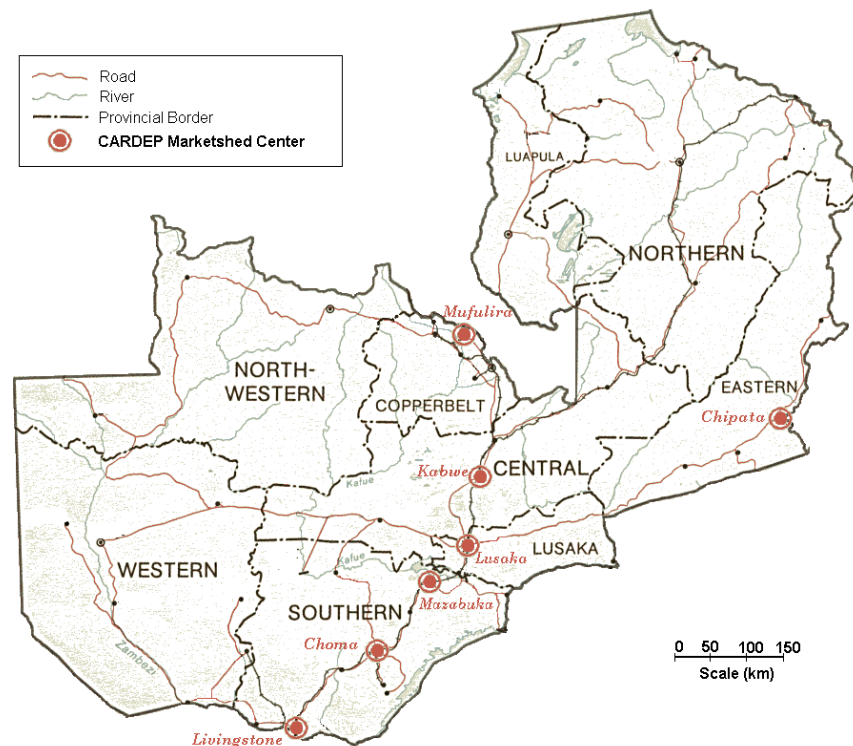 Road
River
Provincial Border
CARDEP Marketshed Center
LUAPULA
NORTHERN
Mufulira
NORTH-
WESTERN
COPPERBELT
EASTERN
Chipata
Kabwe
CENTRAL
Kafue
Lusaka
LUSAKA
Kafue
WESTERN
Mazabuka
SOUTHERN
Choma
Zambezi
0 50 100 150
Scale (km)
Livingstone